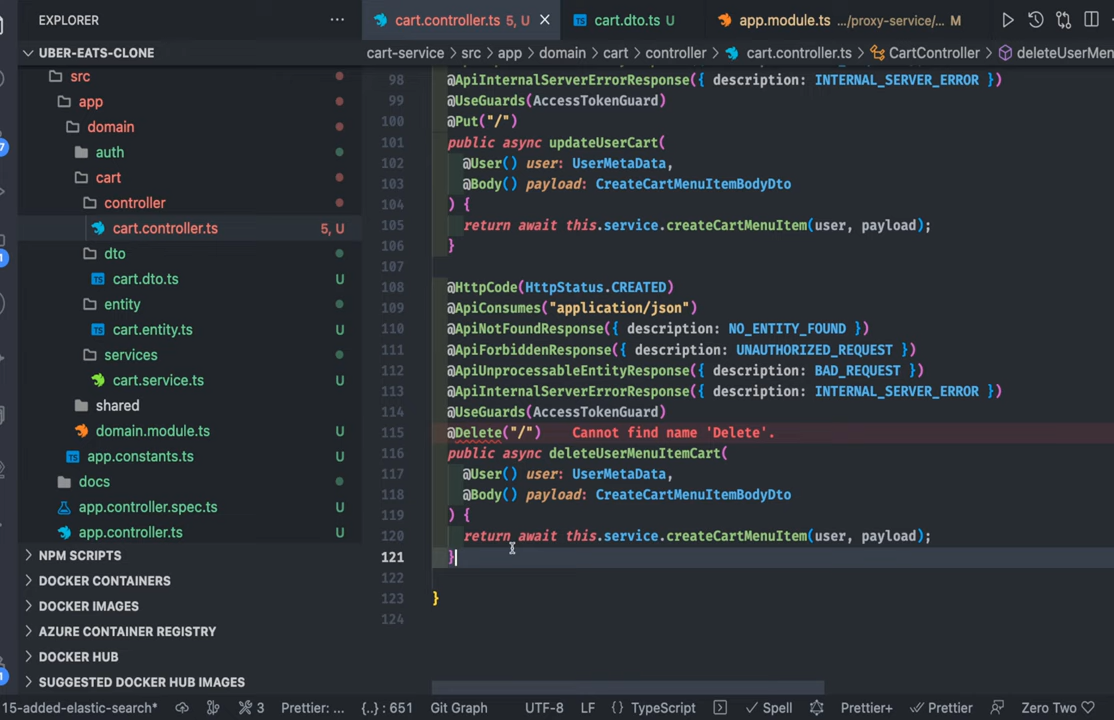 EXPLORER
cart.controller.ts 5, U
cart.dto.ts U
app.module.ts .../proxy-service/... M
UBER-EATS-CLONE
cart-service > src > app > domain > cart > controller > cart.controller.ts > CartController > deleteUserMen
src
app
domain
auth
cart
controller
cart.controller.ts 5, U
dto
cart.dto.ts U
entity
cart.entity.ts U
services
cart.service.ts U
shared
domain.module.ts U
app.constants.ts U
docs
app.controller.spec.ts U
app.controller.ts U
NPM SCRIPTS
DOCKER CONTAINERS
DOCKER IMAGES
AZURE CONTAINER REGISTRY
DOCKER HUB
SUGGESTED DOCKER HUB IMAGES
98 @ApiInternalServerErrorResponse({ description: INTERNAL_SERVER_ERROR })
99 @UseGuards(AccessTokenGuard)
100 @Put("/")
101 public async updateUserCart(
102 @User() user: UserMetaData,
103 @Body() payload: CreateCartMenuItemBodyDto
104 ) {
105 return await this.service.createCartMenuItem(user, payload);
106 }
107
108 @HttpCode(HttpStatus.CREATED)
109 @ApiConsumes("application/json")
110 @ApiNotFoundResponse({ description: NO_ENTITY_FOUND })
111 @ApiForbiddenResponse({ description: UNAUTHORIZED_REQUEST })
112 @ApiUnprocessableEntityResponse({ description: BAD_REQUEST })
113 @ApiInternalServerErrorResponse({ description: INTERNAL_SERVER_ERROR })
114 @UseGuards(AccessTokenGuard)
115 @Delete("/") Cannot find name 'Delete'.
116 public async deleteUserMenuItemCart(
117 @User() user: UserMetaData,
118 @Body() payload: CreateCartMenuItemBodyDto
119 ) {
120 return await this.service.createCartMenuItem(user, payload);
121 }
122
123 }
124
15-added-elastic-search* 3 Prettier: ... {..} : 651 Git Graph UTF-8 LF {} TypeScript Spell Prettier+ Prettier Zero Two